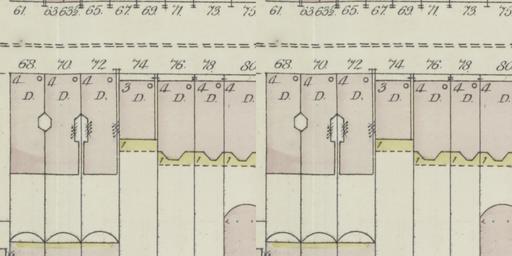 61. 63 63½. 65. 67. 69. 71. 73. 75 61. 63 63½. 65. 67. 69. 71. 73. 75
68. 70. 72. 74. 76. 78. 80 68. 70. 72. 74. 76. 78. 80
4 4 4 3 4 4 4 4 4 4 3 4 4 4
D. D. D. D. D. D. D. D. D. D. D. D. D. D.
1 1 1 1 1 1 1 1